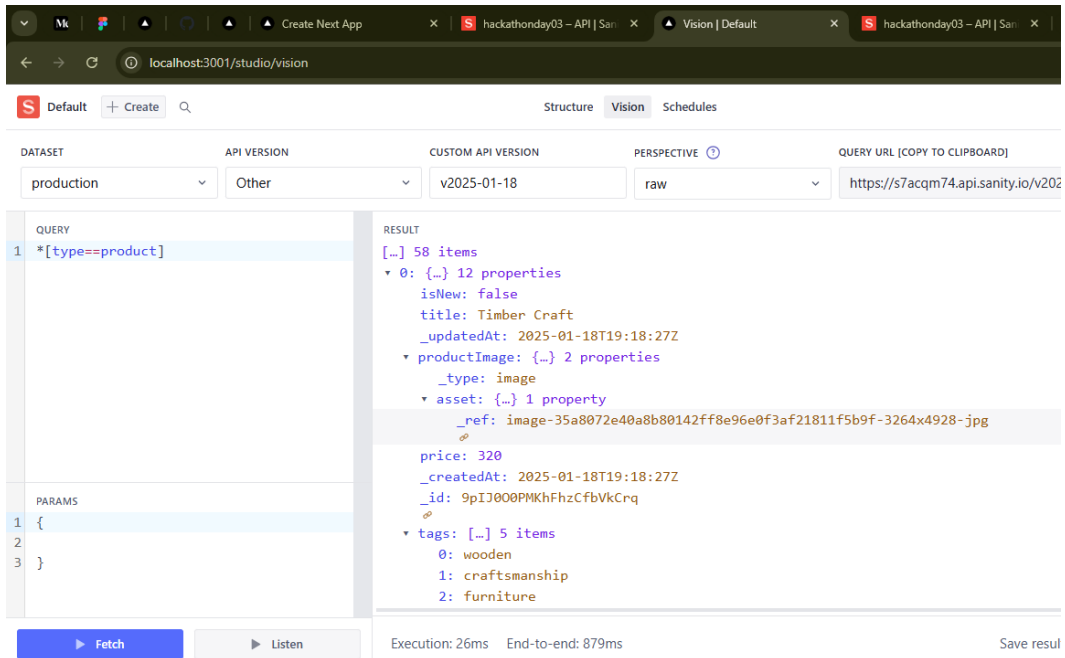 Create Next App
hackathonday03 – API | San
Vision | Default
hackathonday03 – API | San
localhost:3001/studio/vision
S Default + Create
Structure Vision Schedules
DATASET API VERSION CUSTOM API VERSION PERSPECTIVE QUERY URL [COPY TO CLIPBOARD]
production Other v2025-01-18 raw https://s7acqm74.api.sanity.io/v202
QUERY
1 *[type==product]
RESULT
[…] 58 items
0: {…} 12 properties
isNew: false
title: Timber Craft
_updatedAt: 2025-01-18T19:18:27Z
productImage: {…} 2 properties
_type: image
asset: {…} 1 property
_ref: image-35a8072e40a8b80142ff8e96e0f3af21811f5b9f-3264x4928-jpg
price: 320
_createdAt: 2025-01-18T19:18:27Z
_id: 9pIJ0O0PMKhFhzCfbVkCrq
tags: […] 5 items
0: wooden
1: craftsmanship
2: furniture
PARAMS
1 {
2
3 }
Fetch Listen
Execution: 26ms End-to-end: 879ms
Save resul